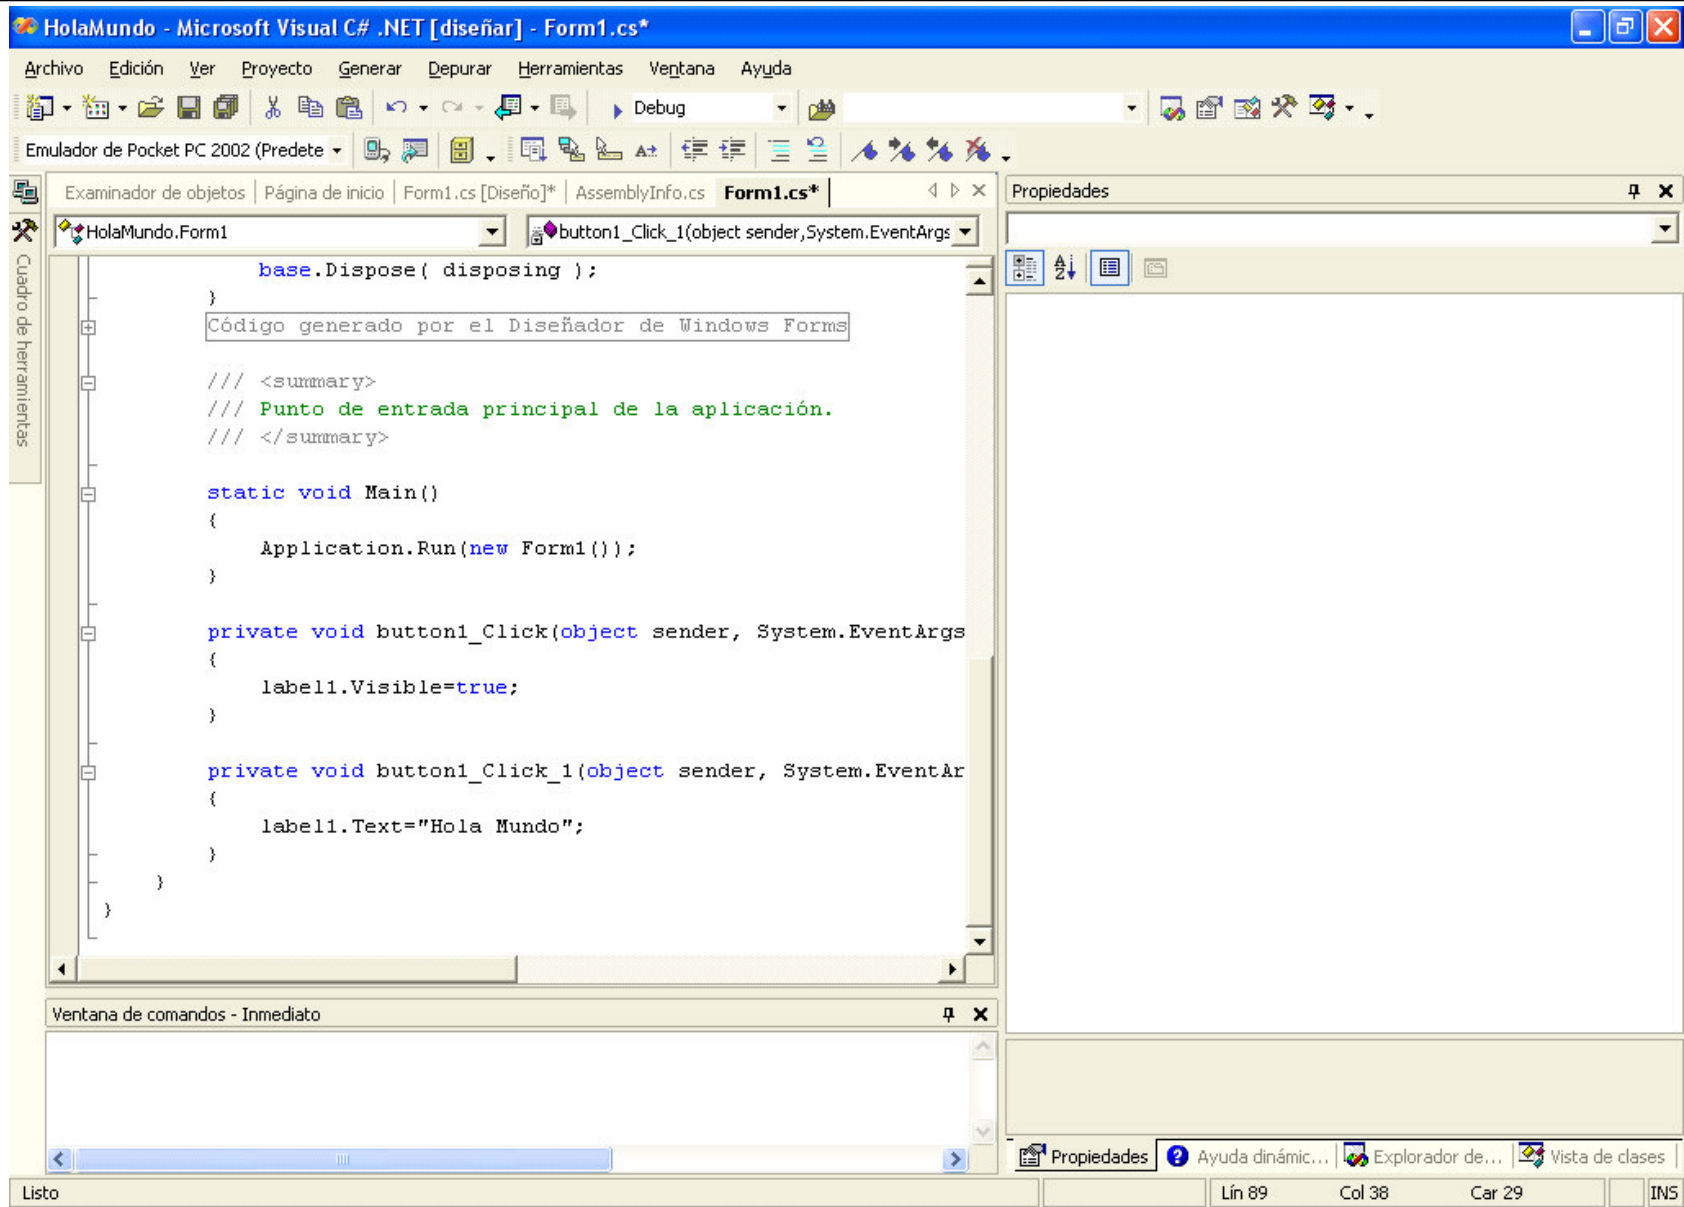 HolaMundo - Microsoft Visual C# .NET [diseñar] - Form1.cs*
Archivo Edición Ver Proyecto Generar Depurar Herramientas Ventana Ayuda
Debug
Emulador de Pocket PC 2002 (Predete
Examinador de objetos | Página de inicio | Form1.cs [Diseño]* | AssemblyInfo.cs Form1.cs*
Propiedades
HolaMundo.Form1
button1_Click_1(object sender,System.EventArgs
Cuadro de herramientas
base.Dispose( disposing );
}
Código generado por el Diseñador de Windows Forms
/// <summary>
/// Punto de entrada principal de la aplicación.
/// </summary>
static void Main()
{
Application.Run(new Form1());
}
private void button1_Click(object sender, System.EventArgs
{
label1.Visible=true;
}
private void button1_Click_1(object sender, System.EventAr
{
label1.Text="Hola Mundo";
}
}
}
Ventana de comandos - Inmediato
Propiedades
Ayuda dinámic...
Explorador de...
Vista de clases
Listo
Lín 89 Col 38 Car 29 INS